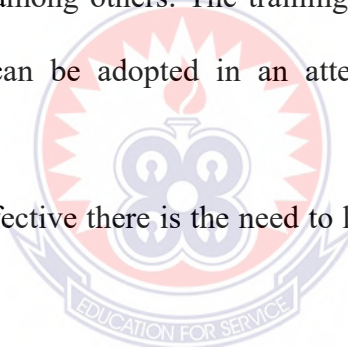 among others. The training
can be adopted in an atte
fective there is the need to l
EDUCATION FOR SERVICE